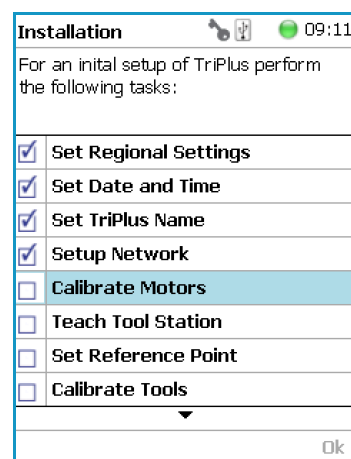 Installation 09:11
For an inital setup of TriPlus perform
the following tasks:
Set Regional Settings
Set Date and Time
Set TriPlus Name
Setup Network
Calibrate Motors
Teach Tool Station
Set Reference Point
Calibrate Tools
Ok